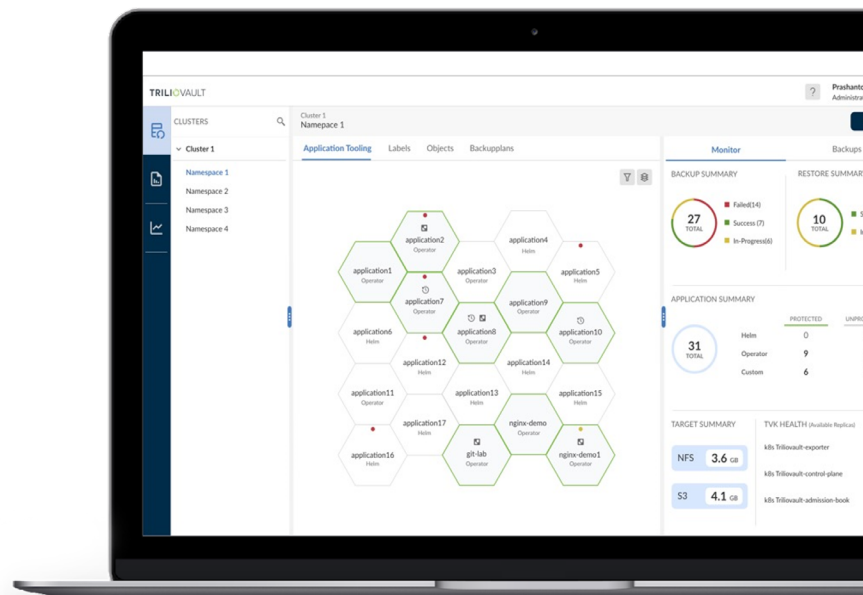 TRILIOVAULT
?
Prashanto
CLUSTERS
Cluster 1
Namepace 1
Cluster 1
Namespace 1
Namespace 2
Namespace 3
Namespace 4
Application Tooling Labels Objects Backupplans
Monitor Backups
BACKUP SUMMARY
27
TOTAL
Failed(14)
Success (7)
In-Progress(6)
RESTORE SUMMAR
10
TOTAL
application2
Operator
application4
Helm
application1
Operator
application3
Operator
application5
Helm
application7
Operator
application9
Operator
application6
Helm
application8
Operator
application10
Operator
application12
Helm
application14
Helm
application11
Operator
application13
Helm
application15
Helm
application17
Helm
nginx-demo
Operator
application16
Helm
git-lab
Operator
nginx-demo1
Operator
APPLICATION SUMMARY
PROTECTED
31
TOTAL
Helm 0
Operator 9
Custom 6
TARGET SUMMARY
NFS 3.6 GB
S3 4.1 GB
TVK HEALTH (Available Replicas)
k8s Triliovault-exporter
k8s Triliovault-control-plane
k8s Triliovault-admission-book